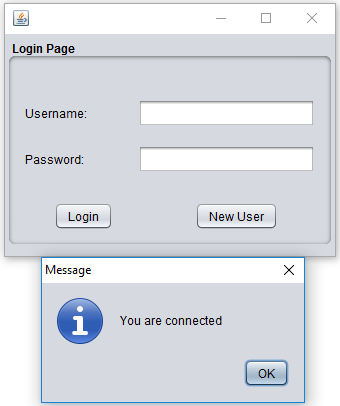 Login Page
Username:
Password:
Login New User
Message
You are connected
OK